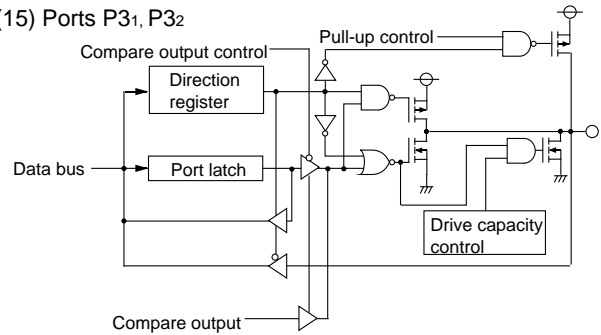 (15) Ports P3₁, P3₂
Pull-up control
Compare output control
Direction
register
Data bus
Port latch
Drive capacity
control
Compare output